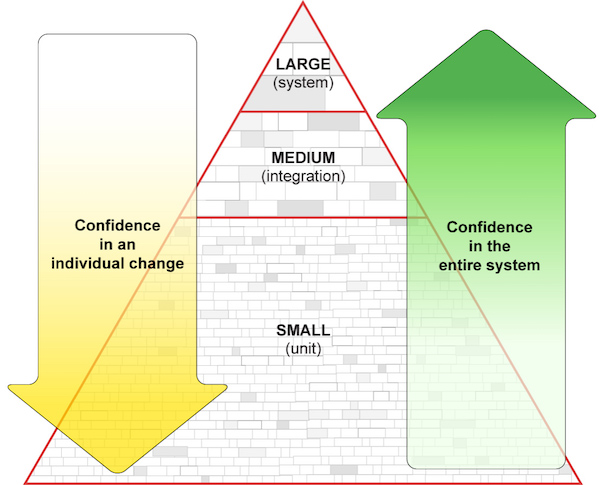 LARGE
(system)
MEDIUM
(integration)
Confidence
in an
individual change
Confidence
in the
entire system
SMALL
(unit)